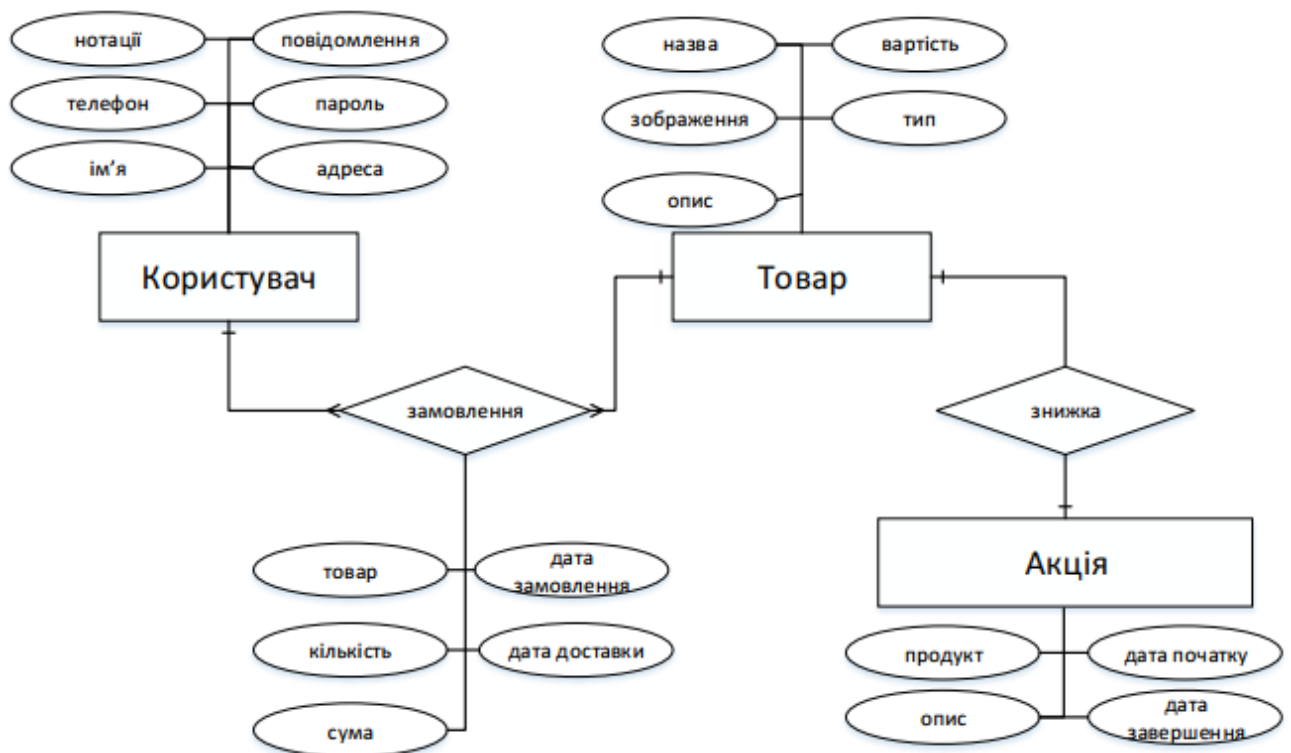 нотації
повідомлення
телефон
пароль
ім’я
адреса
Користувач
назва
вартість
зображення
тип
опис
Товар
замовлення
знижка
товар
дата
замовлення
кількість
дата доставки
сума
Акція
продукт
дата початку
опис
дата
завершення